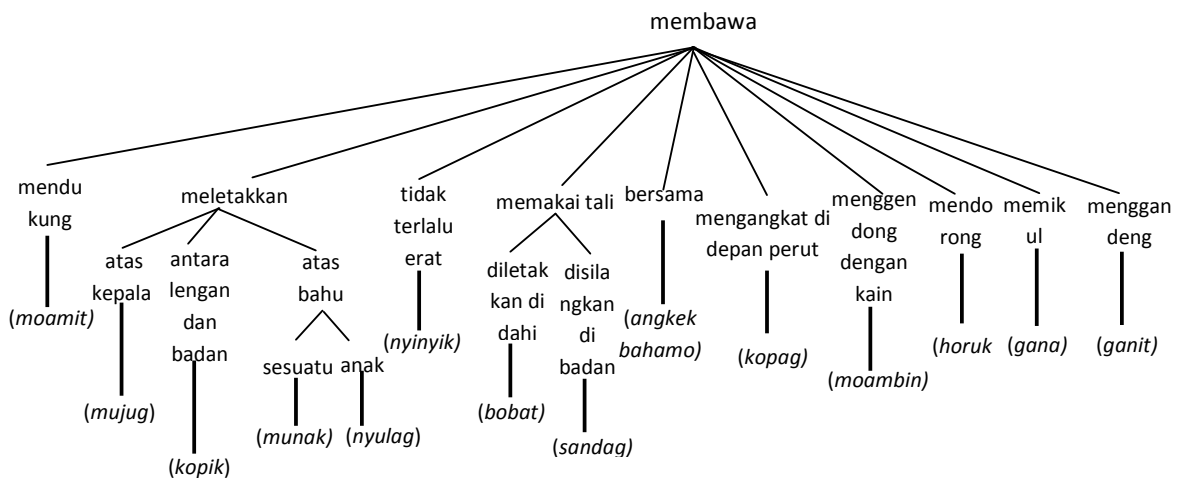 membawa
mendu
kung
(moamit)
meletakkan
atas
kepala
(mujug)
antara
lengan
dan
badan
(kopik)
atas
bahu
sesuatu
(munak)
anak
(nyulag)
tidak
terlalu
erat
(nyinyik)
memakai tali
diletak
kan di
dahi
(bobat)
disila
ngkan
di
badan
(sandag)
bersama
(angkek
bahamo)
mengangkat di
depan perut
(kopag)
menggen
dong
dengan
kain
(moambin)
mendo
rong
(horuk
memik
ul
(gana)
menggan
deng
(ganit)